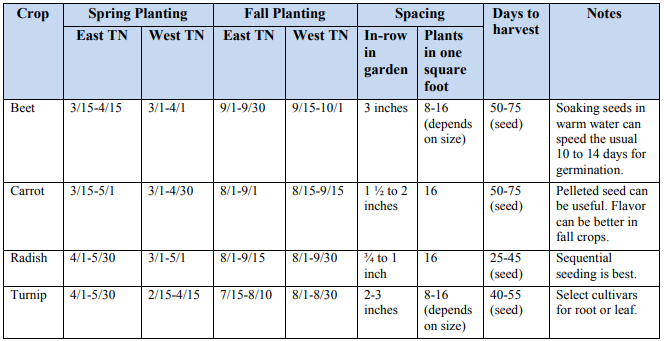 Crop Spring Planting Fall Planting Spacing Days to harvest Notes
East TN West TN East TN West TN In-row in garden Plants in one square foot
Beet 3/15-4/15 3/1-4/1 9/1-9/30 9/15-10/1 3 inches 8-16 (depends on size) 50-75 (seed) Soaking seeds in warm water can speed the usual 10 to 14 days for germination.
Carrot 3/15-5/1 3/1-4/30 8/1-9/1 8/15-9/15 1 ½ to 2 inches 16 50-75 (seed) Pelleted seed can be useful. Flavor can be better in fall crops.
Radish 4/1-5/30 3/1-5/1 8/1-9/15 8/1-9/30 ¾ to 1 inch 16 25-45 (seed) Sequential seeding is best.
Turnip 4/1-5/30 2/15-4/15 7/15-8/10 8/1-8/30 2-3 inches 8-16 (depends on size) 40-55 (seed) Select cultivars for root or leaf.